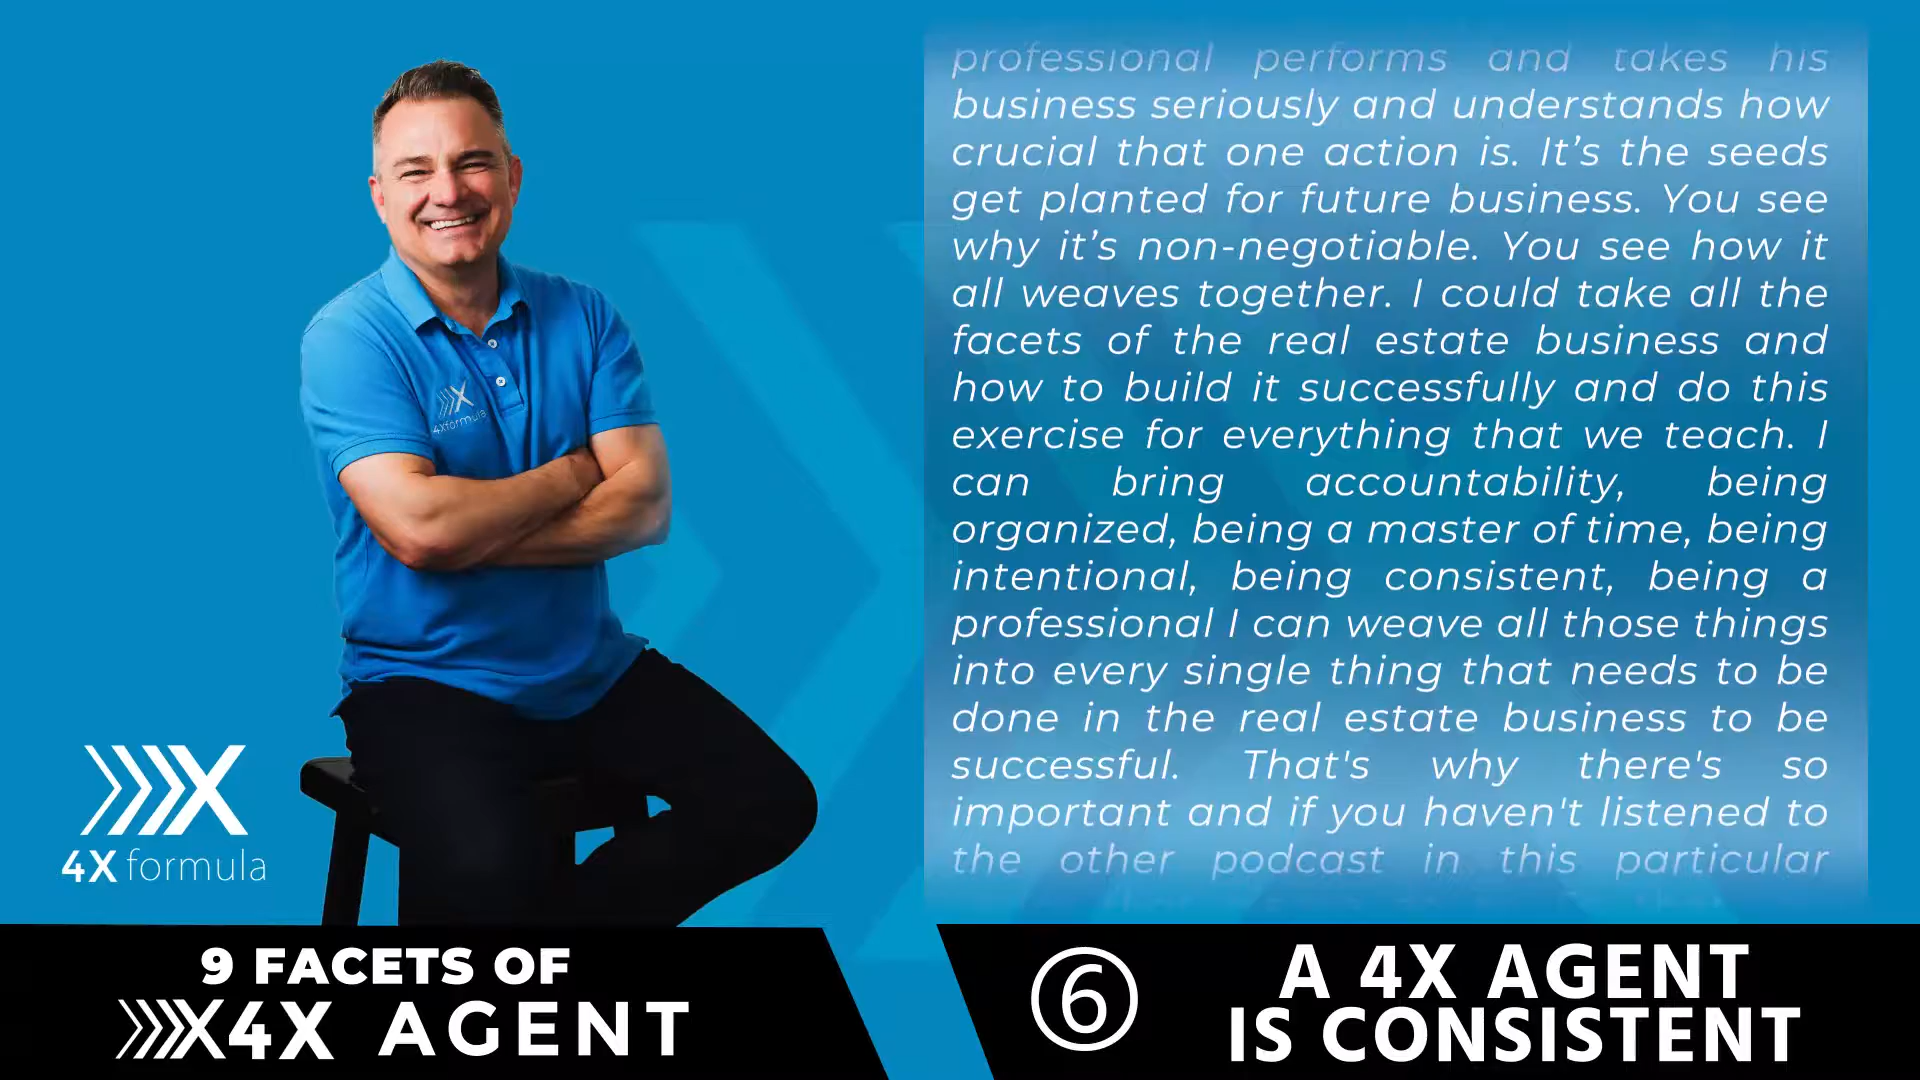 professional performs and takes his
business seriously and understands how
crucial that one action is. It’s the seeds
get planted for future business. You see
why it’s non-negotiable. You see how it
all weaves together. I could take all the
facets of the real estate business and
how to build it successfully and do this
exercise for everything that we teach. I
can bring accountability, being
organized, being a master of time, being
intentional, being consistent, being a
professional I can weave all those things
into every single thing that needs to be
done in the real estate business to be
successful. That's why there's so
important and if you haven't listened to
the other podcast in this particular
X
4Xformula
X
4X formula
9 FACETS OF
X4X AGENT
6
A 4X AGENT
IS CONSISTENT